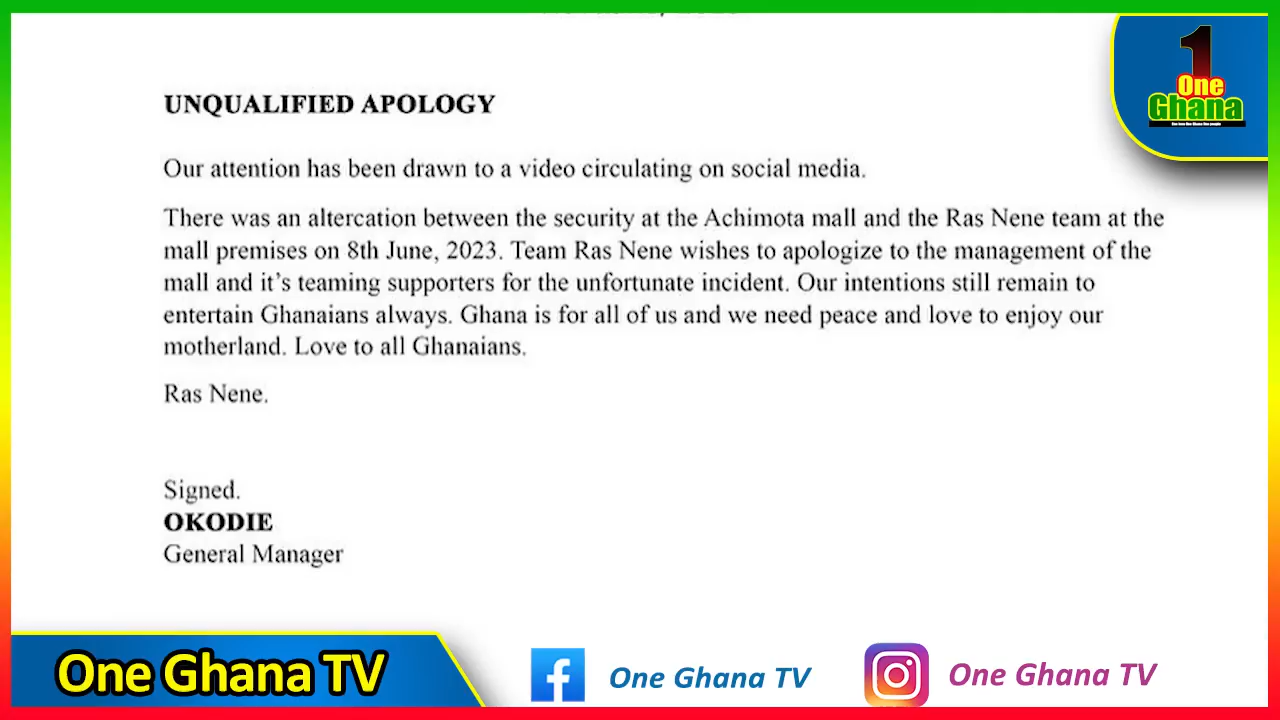 1
One
Ghana
UNQUALIFIED APOLOGY
Our attention has been drawn to a video circulating on social media.
There was an altercation between the security at the Achimota mall and the Ras Nene team at the
mall premises on 8th June, 2023. Team Ras Nene wishes to apologize to the management of the
mall and it's teaming supporters for the unfortunate incident. Our intentions still remain to
entertain Ghanaians always. Ghana is for all of us and we need peace and love to enjoy our
motherland. Love to all Ghanaians.
Ras Nene.
Signed.
OKODIE
General Manager
One Ghana TV
One Ghana TV
One Ghana TV